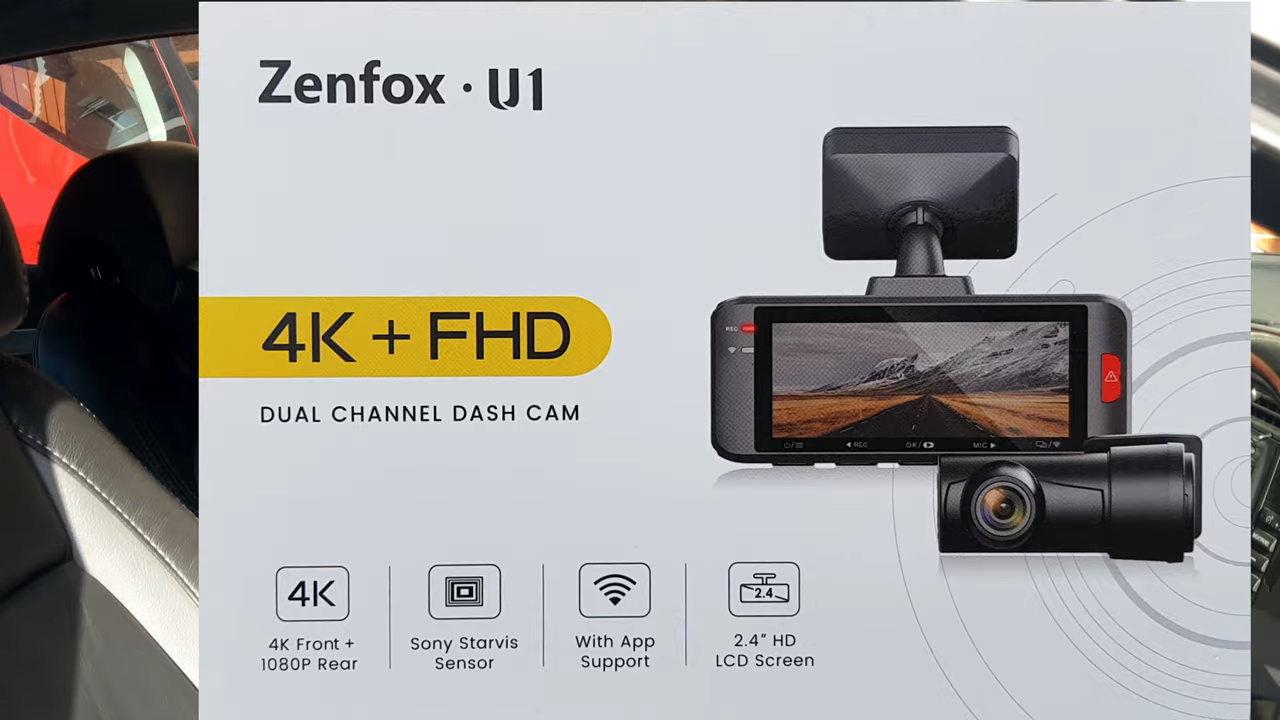 Zenfox · U1
4K + FHD
DUAL CHANNEL DASH CAM
REC
◀ REC
OK/
MIC ▶
4K
4K Front +
1080P Rear
Sony Starvis
Sensor
With App
Support
2.4
2.4" HD
LCD Screen